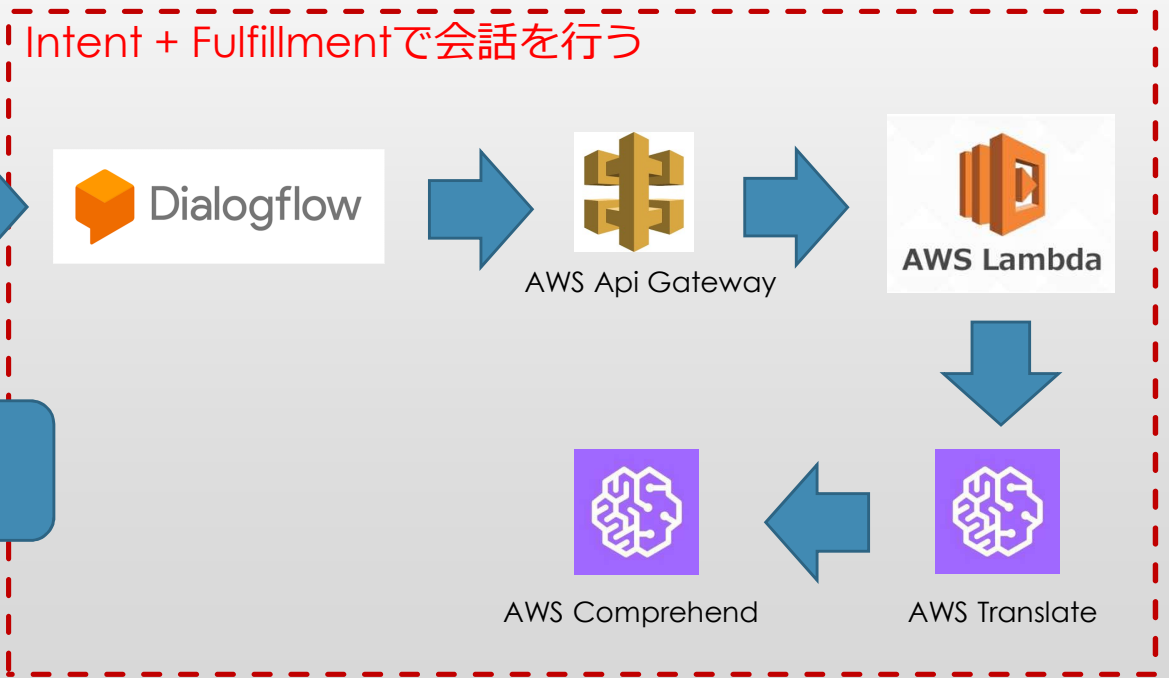 Intent + Fulfillmentで会話を行う
Dialogflow
AWS Api Gateway
AWS Lambda
AWS Comprehend
AWS Translate